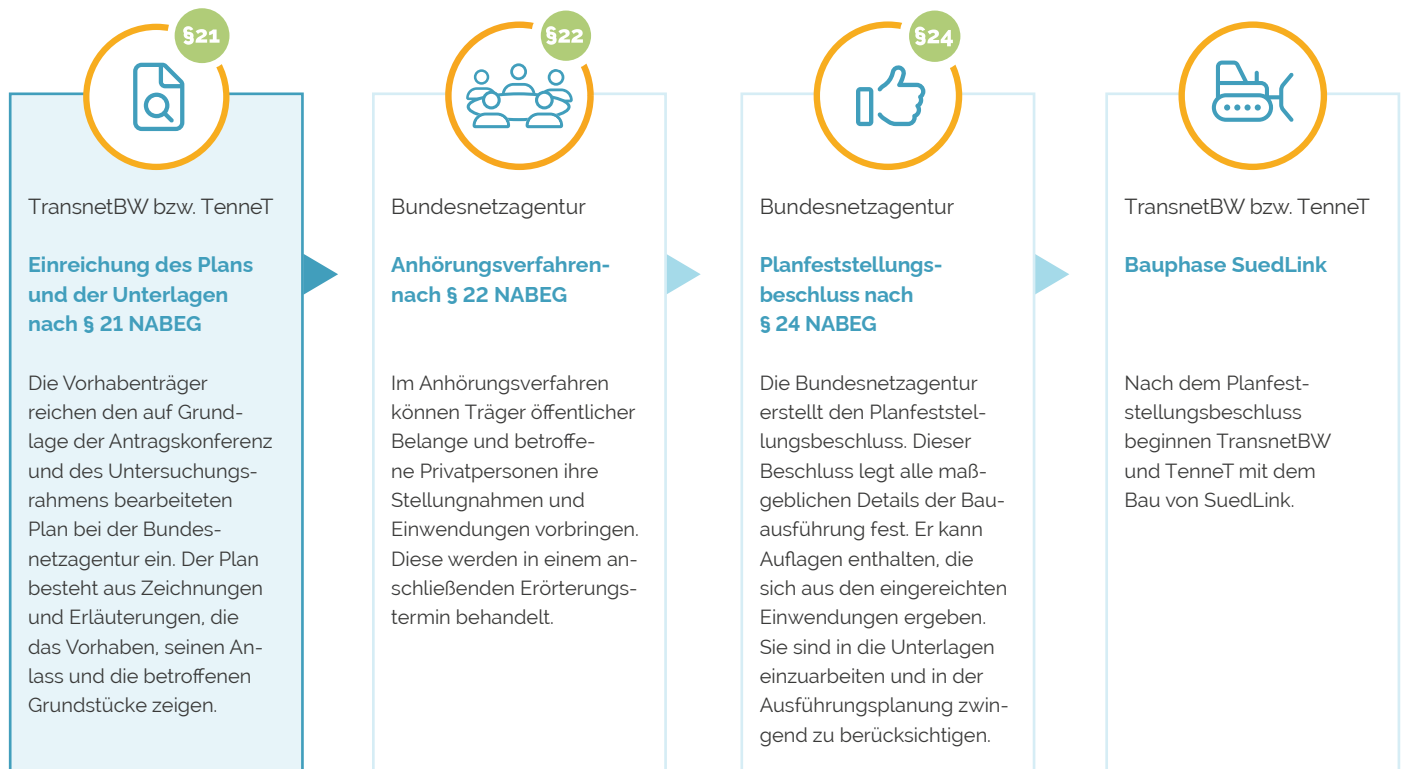 §21
TransnetBW bzw. TenneT
Einreichung des Plans
und der Unterlagen
nach § 21 NABEG
Die Vorhabenträger
reichen den auf Grund-
lage der Antragskonferenz
und des Untersuchungs-
rahmens bearbeiteten
Plan bei der Bundes-
netzagentur ein. Der Plan
besteht aus Zeichnungen
und Erläuterungen, die
das Vorhaben, seinen An-
lass und die betroffenen
Grundstücke zeigen.
§22
Bundesnetzagentur
Anhörungsverfahren-
nach § 22 NABEG
Im Anhörungsverfahren
können Träger öffentlicher
Belange und betroffe-
ne Privatpersonen ihre
Stellungnahmen und
Einwendungen vorbringen.
Diese werden in einem an-
schließenden Erörterungs-
termin behandelt.
§24
Bundesnetzagentur
Planfeststellungs-
beschluss nach
§ 24 NABEG
Die Bundesnetzagentur
erstellt den Planfeststel-
lungsbeschluss. Dieser
Beschluss legt alle maß-
geblichen Details der Bau-
ausführung fest. Er kann
Auflagen enthalten, die
sich aus den eingereichten
Einwendungen ergeben.
Sie sind in die Unterlagen
einzuarbeiten und in der
Ausführungsplanung zwin-
gend zu berücksichtigen.
TransnetBW bzw. TenneT
Bauphase SuedLink
Nach dem Planfest-
stellungsbeschluss
beginnen TransnetBW
und TenneT mit dem
Bau von SuedLink.